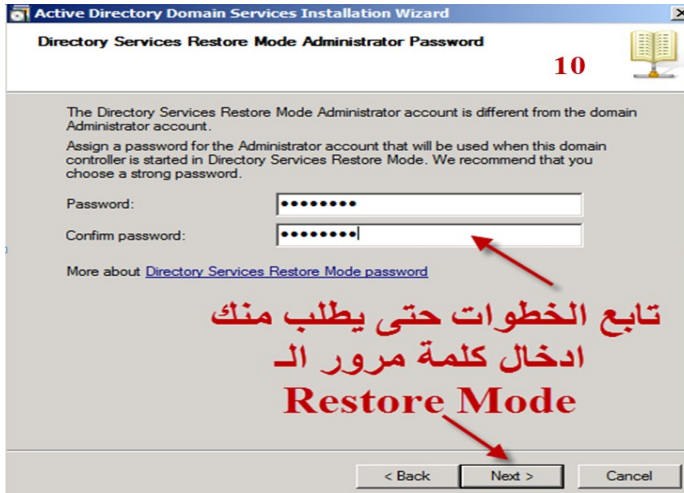 Active Directory Domain Services Installation Wizard
Directory Services Restore Mode Administrator Password
10
The Directory Services Restore Mode Administrator account is different from the domain
Administrator account.
Assign a password for the Administrator account that will be used when this domain
controller is started in Directory Services Restore Mode. We recommend that you
choose a strong password.
Password:
••••••••
Confirm password:
••••••••
More about Directory Services Restore Mode password
تابع الخطوات حتى يطلب منك
ادخال كلمة مرور الـ
Restore Mode
< Back Next > Cancel